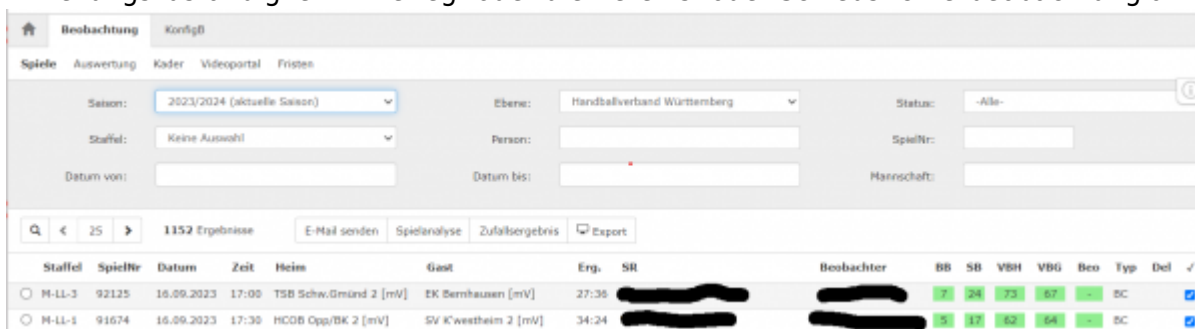 Beobachtung KonfigB
Spiele Auswertung Kader Videoportal Fristen
Saison: 2023/2024 (aktuelle Saison) Ebene: Handballverband Württemberg Status: -Alle-
Staffel: Keine Auswahl Person: SpielNr:
Datum von: Datum bis: Mannschaft:
25 1152 Ergebnisse E-Mail senden Spielanalyse Zufallsergebnis Export
Staffel SpielNr Datum Zeit Heim Gast Erg. SR Beobachter BB SB VBH VBG Beo Typ Del ✓
M-LL-3 92125 16.09.2023 17:00 TSB Schw.Gmünd 2 [mV] EK Bernhausen [mV] 27:36 7 24 73 67 - BC
M-LL-1 91674 16.09.2023 17:30 HCOB Opp/BK 2 [mV] SV K'westheim 2 [mV] 34:24 5 17 62 64 - BC